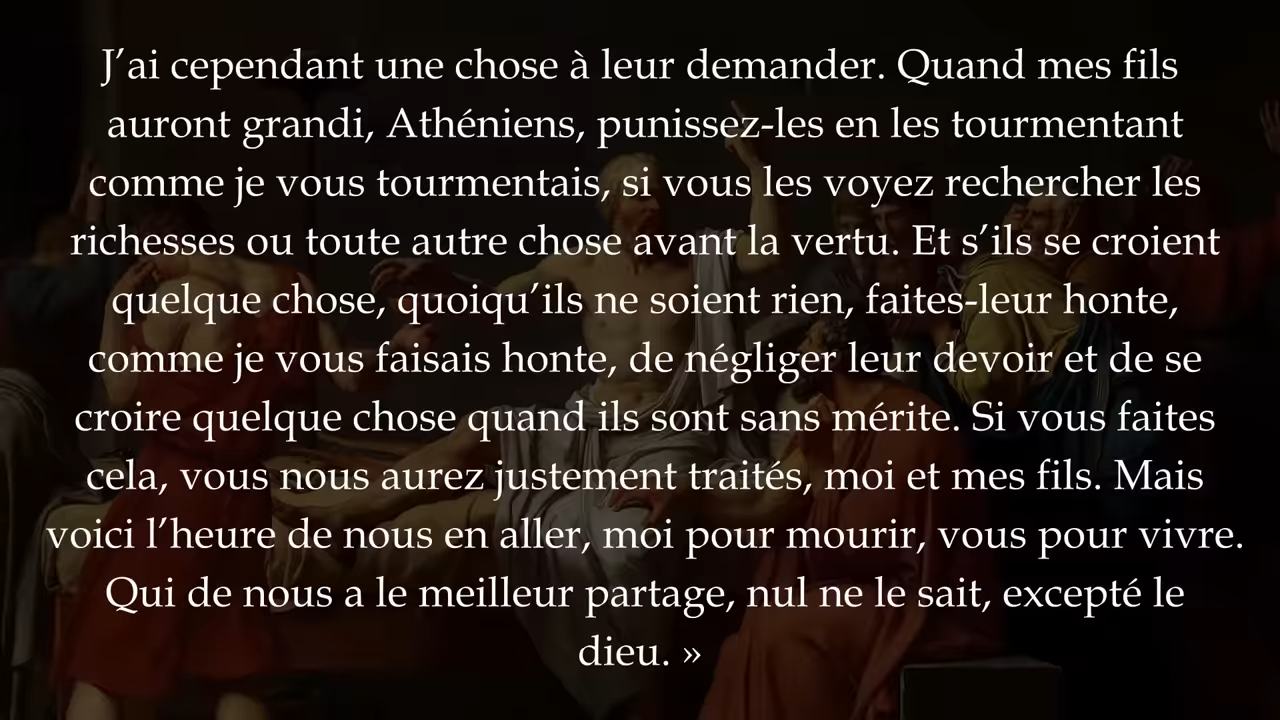 J’ai cependant une chose à leur demander. Quand mes fils
auront grandi, Athéniens, punissez-les en les tourmentant
comme je vous tourmentais, si vous les voyez rechercher les
richesses ou toute autre chose avant la vertu. Et s’ils se croient
quelque chose, quoiqu’ils ne soient rien, faites-leur honte,
comme je vous faisais honte, de négliger leur devoir et de se
croire quelque chose quand ils sont sans mérite. Si vous faites
cela, vous nous aurez justement traités, moi et mes fils. Mais
voici l’heure de nous en aller, moi pour mourir, vous pour vivre.
Qui de nous a le meilleur partage, nul ne le sait, excepté le
dieu. »